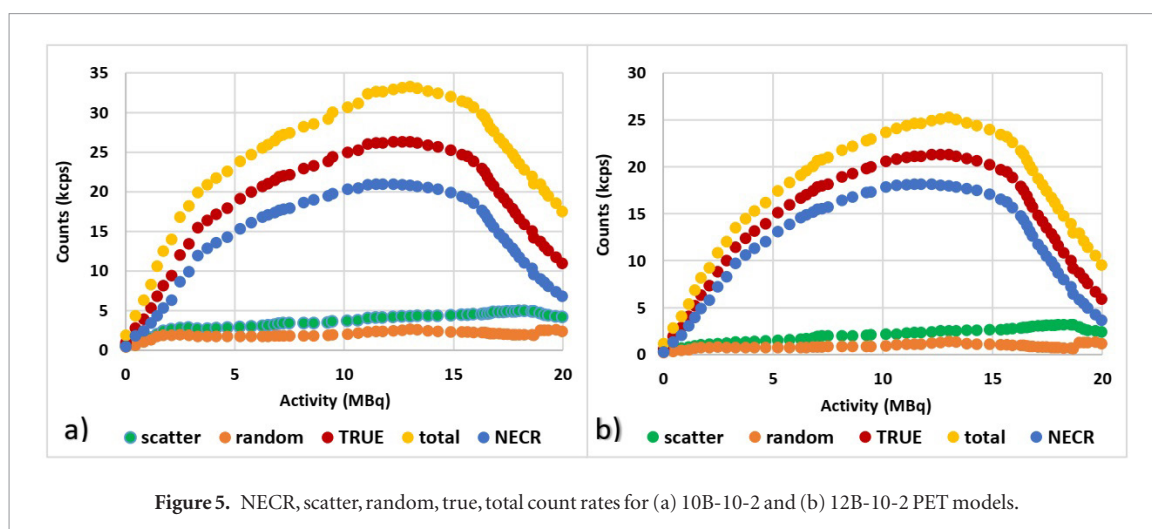 35
30
25
20
15
10
5
0
Counts (kcps)
0 5 10 15 20
Activity (MBq)
a)
scatter random TRUE total NECR
30
25
20
15
10
5
0
Counts (kcps)
0 5 10 15 20
Activity (MBq)
b)
scatter random TRUE total NECR
Figure 5. NECR, scatter, random, true, total count rates for (a) 10B-10-2 and (b) 12B-10-2 PET models.